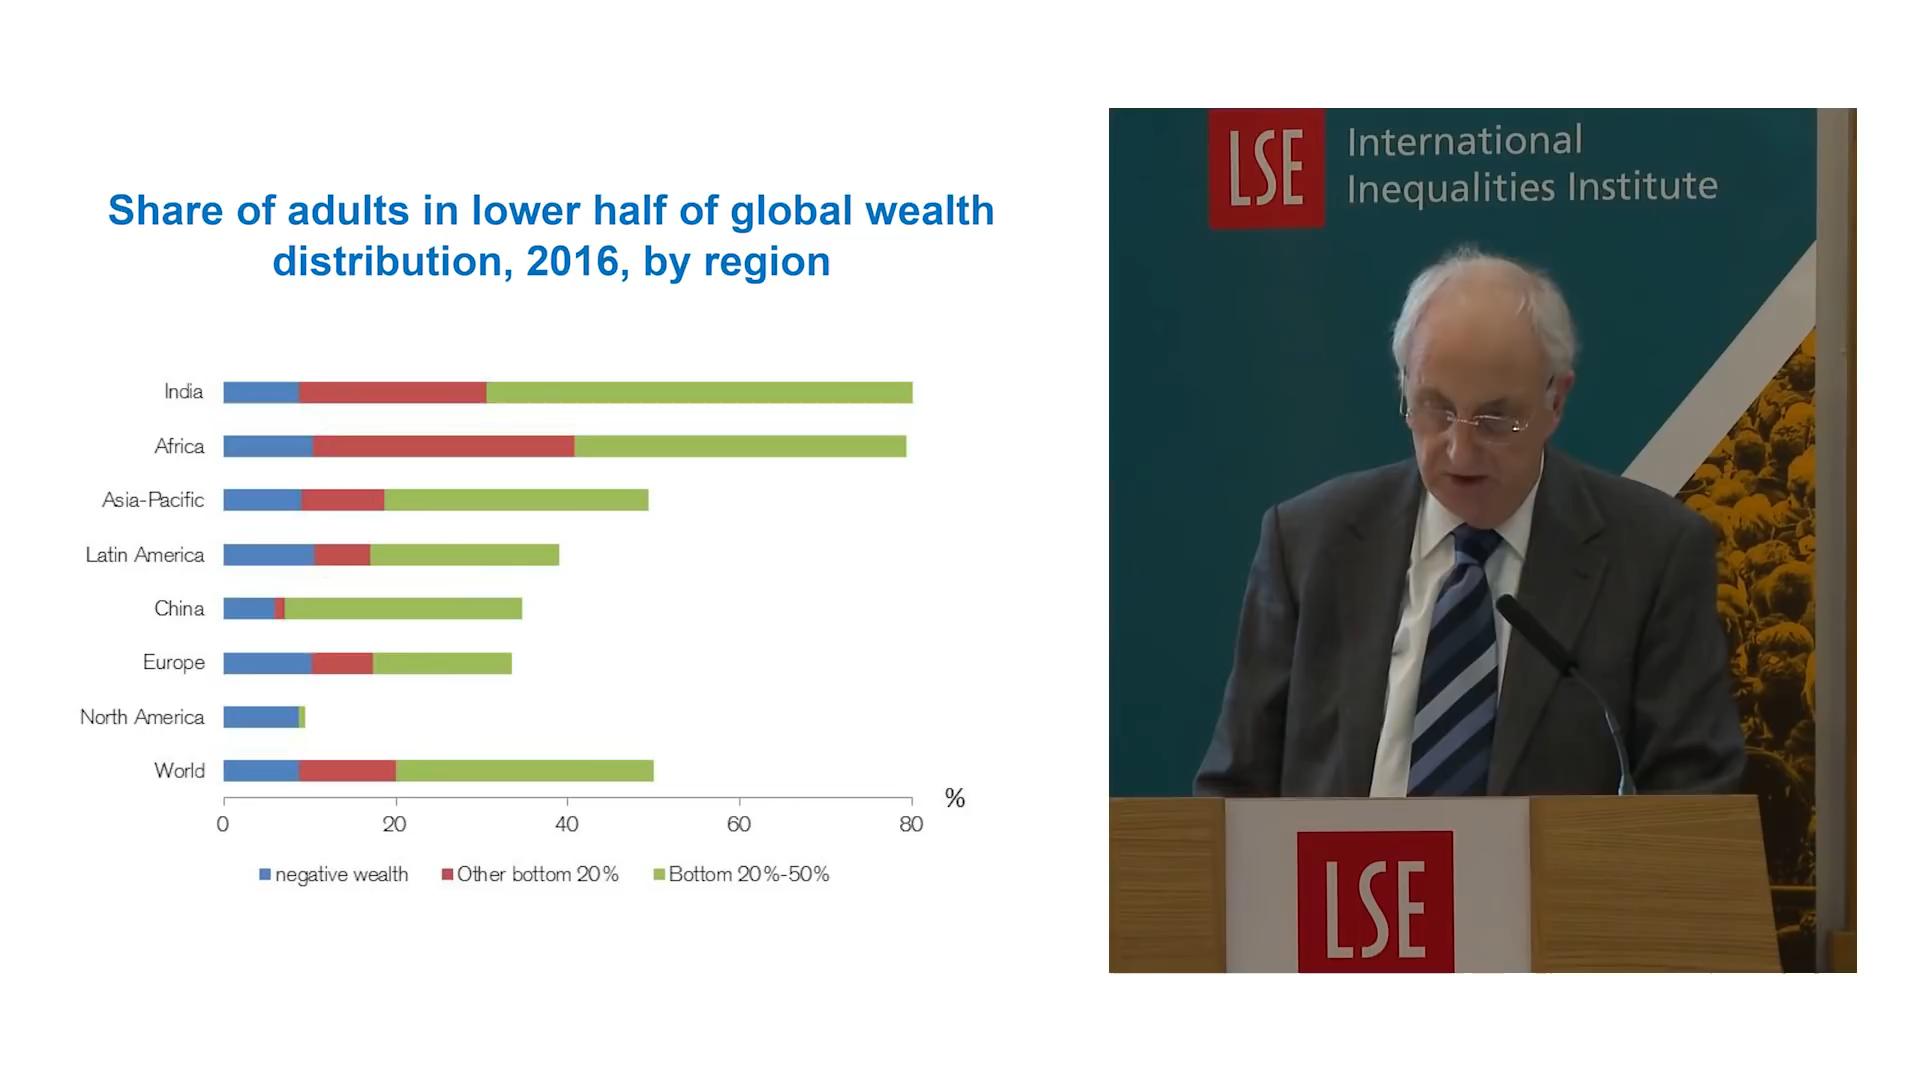 Share of adults in lower half of global wealth
distribution, 2016, by region
India
Africa
Asia-Pacific
Latin America
China
Europe
North America
World
%
0 20 40 60 80
negative wealth Other bottom 20% Bottom 20%-50%
LSE
International
Inequalities Institute
LSE